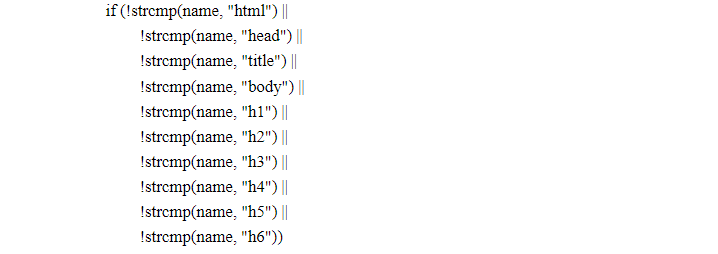 if (!strcmp(name, "html") ||
!strcmp(name, "head") ||
!strcmp(name, "title") ||
!strcmp(name, "body") ||
!strcmp(name, "h1") ||
!strcmp(name, "h2") ||
!strcmp(name, "h3") ||
!strcmp(name, "h4") ||
!strcmp(name, "h5") ||
!strcmp(name, "h6"))